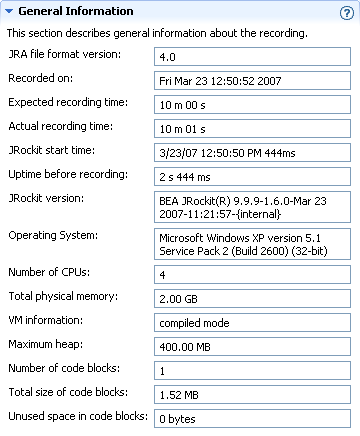 General Information
This section describes general information about the recording.
JRA file format version: 4.0
Recorded on: Fri Mar 23 12:50:52 2007
Expected recording time: 10 m 00 s
Actual recording time: 10 m 01 s
JRockit start time: 3/23/07 12:50:50 PM 444ms
Uptime before recording: 2 s 444 ms
JRockit version: BEA JRockit(R) 9.9.9-1.6.0-Mar 23
2007-11:21:57-{internal}
Operating System: Microsoft Windows XP version 5.1
Service Pack 2 (Build 2600) (32-bit)
Number of CPUs: 4
Total physical memory: 2.00 GB
VM information: compiled mode
Maximum heap: 400.00 MB
Number of code blocks: 1
Total size of code blocks: 1.52 MB
Unused space in code blocks: 0 bytes